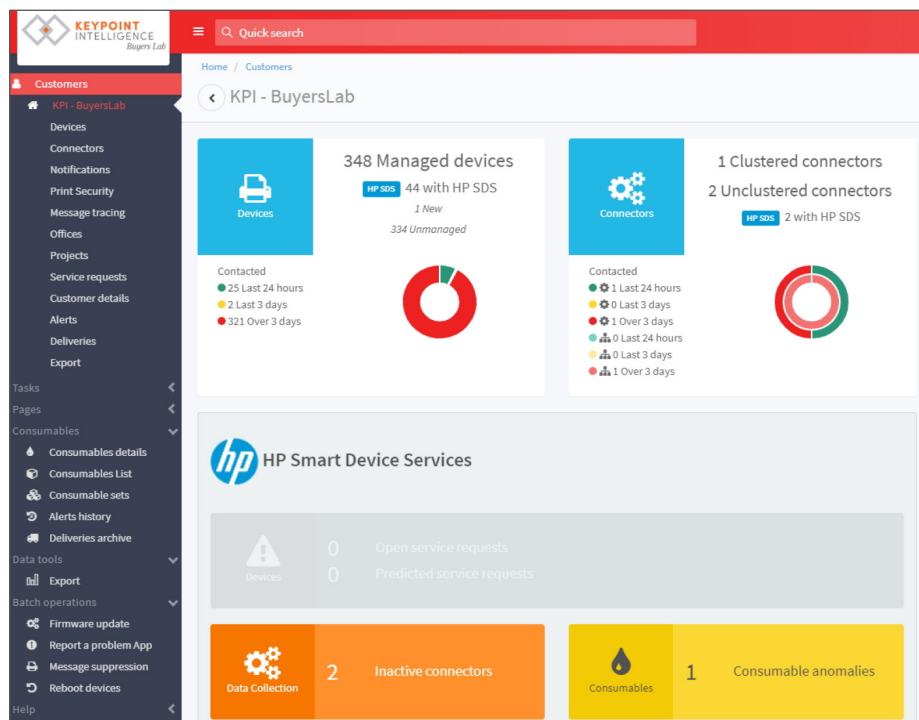 KEYPOINT
INTELLIGENCE
Buyers Lab
Quick search
Customers
KPI - BuyersLab
Devices
Connectors
Notifications
Print Security
Message tracing
Offices
Projects
Service requests
Customer details
Alerts
Deliveries
Export
Tasks
Pages
Consumables
Consumables details
Consumables List
Consumable sets
Alerts history
Deliveries archive
Data tools
Export
Batch operations
Firmware update
Report a problem App
Message suppression
Reboot devices
Help
Home / Customers
KPI - BuyersLab
Devices
348 Managed devices
HP SDS 44 with HP SDS
1 New
334 Unmanaged
Contacted
25 Last 24 hours
2 Last 3 days
321 Over 3 days
Connectors
1 Clustered connectors
2 Unclustered connectors
HP SDS 2 with HP SDS
Contacted
1 Last 24 hours
0 Last 3 days
1 Over 3 days
0 Last 24 hours
0 Last 3 days
1 Over 3 days
hp HP Smart Device Services
Devices
0 Open service requests
0 Predicted service requests
Data Collection
2 Inactive connectors
Consumables
1 Consumable anomalies